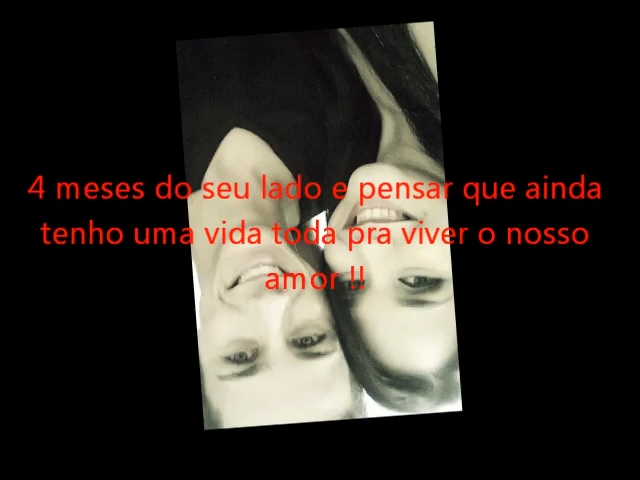 4 meses do seu lado e pensar que ainda
tenho uma vida toda pra viver o nosso
amor !!